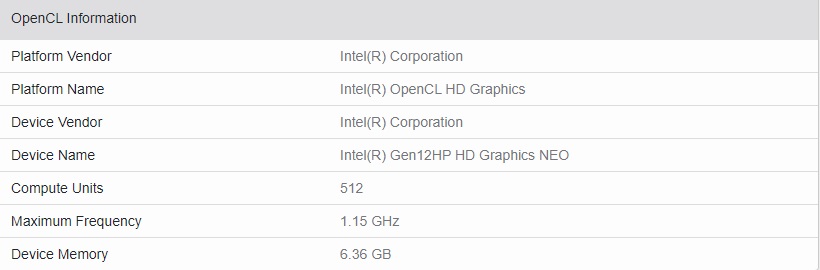 OpenCL Information
Platform Vendor Intel(R) Corporation
Platform Name Intel(R) OpenCL HD Graphics
Device Vendor Intel(R) Corporation
Device Name Intel(R) Gen12HP HD Graphics NEO
Compute Units 512
Maximum Frequency 1.15 GHz
Device Memory 6.36 GB